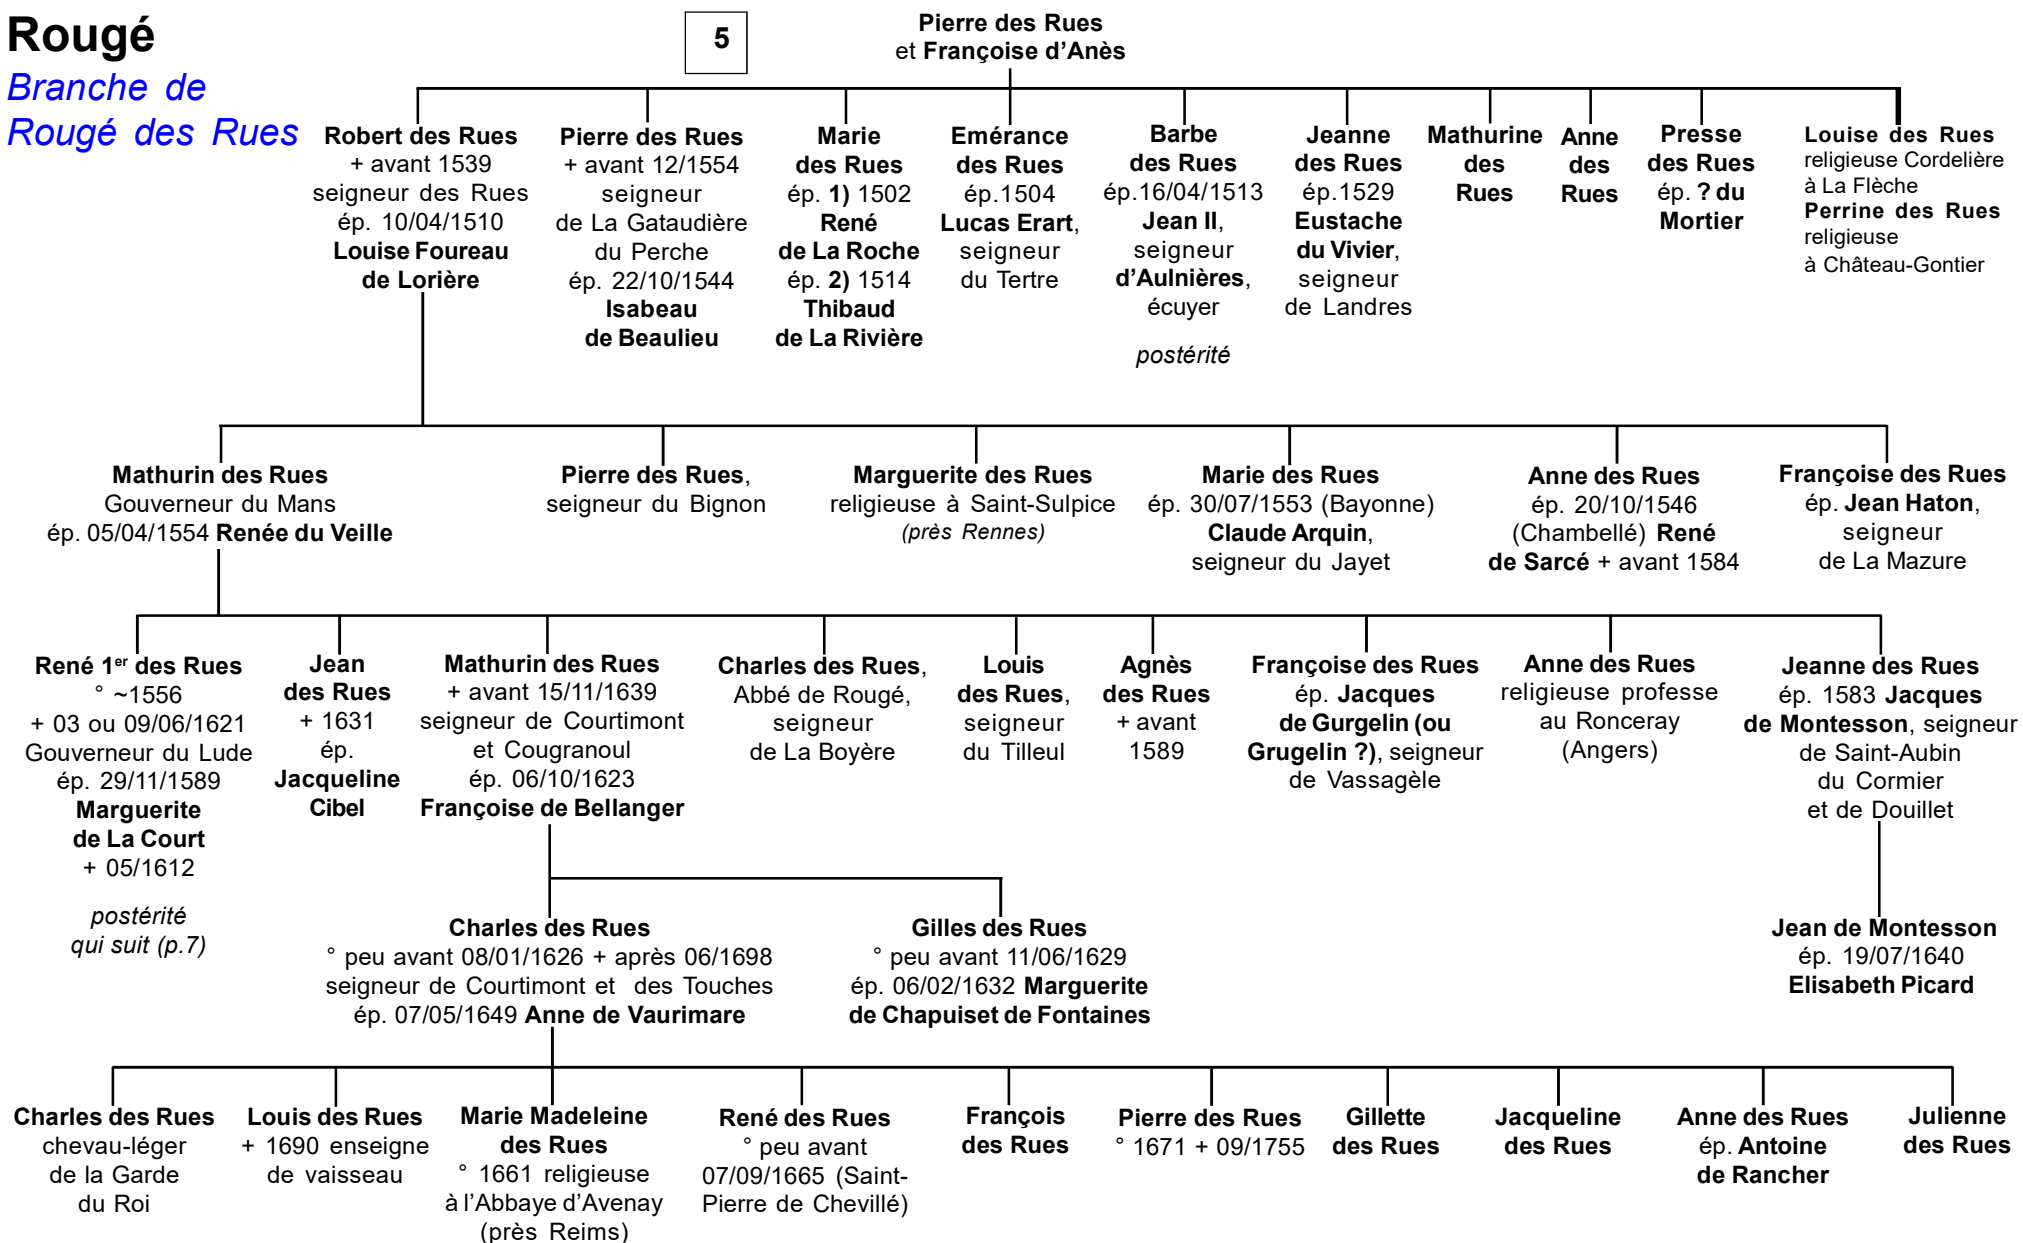 Rougé
Branche de
Rougé des Rues
5
Pierre des Rues
et Françoise d'Anès
Robert des Rues
+ avant 1539
seigneur des Rues
ép. 10/04/1510
Louise Foureau
de Lorière
Pierre des Rues
+ avant 12/1554
seigneur
de La Gataudière
du Perche
ép. 22/10/1544
Isabeau
de Beaulieu
Marie
des Rues
ép. 1) 1502
René
de La Roche
ép. 2) 1514
Thibaud
de La Rivière
Emérance
des Rues
ép.1504
Lucas Erart,
seigneur
du Tertre
Barbe
des Rues
ép.16/04/1513
Jean II,
seigneur
d'Aulnières,
écuyer
postérité
Jeanne
des Rues
ép.1529
Eustache
du Vivier,
seigneur
de Landres
Mathurine
des
Rues
Anne
des
Rues
Presse
des Rues
ép. ? du
Mortier
Louise des Rues
religieuse Cordelière
à La Flèche
Perrine des Rues
religieuse
à Château-Gontier
Mathurin des Rues
Gouverneur du Mans
ép. 05/04/1554 Renée du Veille
Pierre des Rues,
seigneur du Bignon
Marguerite des Rues
religieuse à Saint-Sulpice
(près Rennes)
Marie des Rues
ép. 30/07/1553 (Bayonne)
Claude Arquin,
seigneur du Jayet
Anne des Rues
ép. 20/10/1546
(Chambellé) René
de Sarcé + avant 1584
Françoise des Rues
ép. Jean Haton,
seigneur
de La Mazure
René 1er des Rues
° ~1556
+ 03 ou 09/06/1621
Gouverneur du Lude
ép. 29/11/1589
Marguerite
de La Court
+ 05/1612
postérité
qui suit (p.7)
Jean
des Rues
+ 1631
ép.
Jacqueline
Cibel
Mathurin des Rues
+ avant 15/11/1639
seigneur de Courtimont
et Cougranoul
ép. 06/10/1623
Françoise de Bellanger
Charles des Rues,
Abbé de Rougé,
seigneur
de La Boyère
Louis
des Rues,
seigneur
du Tilleul
Agnès
des Rues
+ avant
1589
Françoise des Rues
ép. Jacques
de Gurgelin (ou
Grugelin ?), seigneur
de Vassagèle
Anne des Rues
religieuse professe
au Ronceray
(Angers)
Jeanne des Rues
ép. 1583 Jacques
de Montesson, seigneur
de Saint-Aubin
du Cormier
et de Douillet
Charles des Rues
° peu avant 08/01/1626 + après 06/1698
seigneur de Courtimont et des Touches
ép. 07/05/1649 Anne de Vaurimare
Gilles des Rues
° peu avant 11/06/1629
ép. 06/02/1632 Marguerite
de Chapuiset de Fontaines
Jean de Montesson
ép. 19/07/1640
Elisabeth Picard
Charles des Rues
chevau-léger
de la Garde
du Roi
Louis des Rues
+ 1690 enseigne
de vaisseau
Marie Madeleine
des Rues
° 1661 religieuse
à l'Abbaye d'Avenay
(près Reims)
René des Rues
° peu avant
07/09/1665 (Saint-
Pierre de Chevillé)
François
des Rues
Pierre des Rues
° 1671 + 09/1755
Gillette
des Rues
Jacqueline
des Rues
Anne des Rues
ép. Antoine
de Rancher
Julienne
des Rues